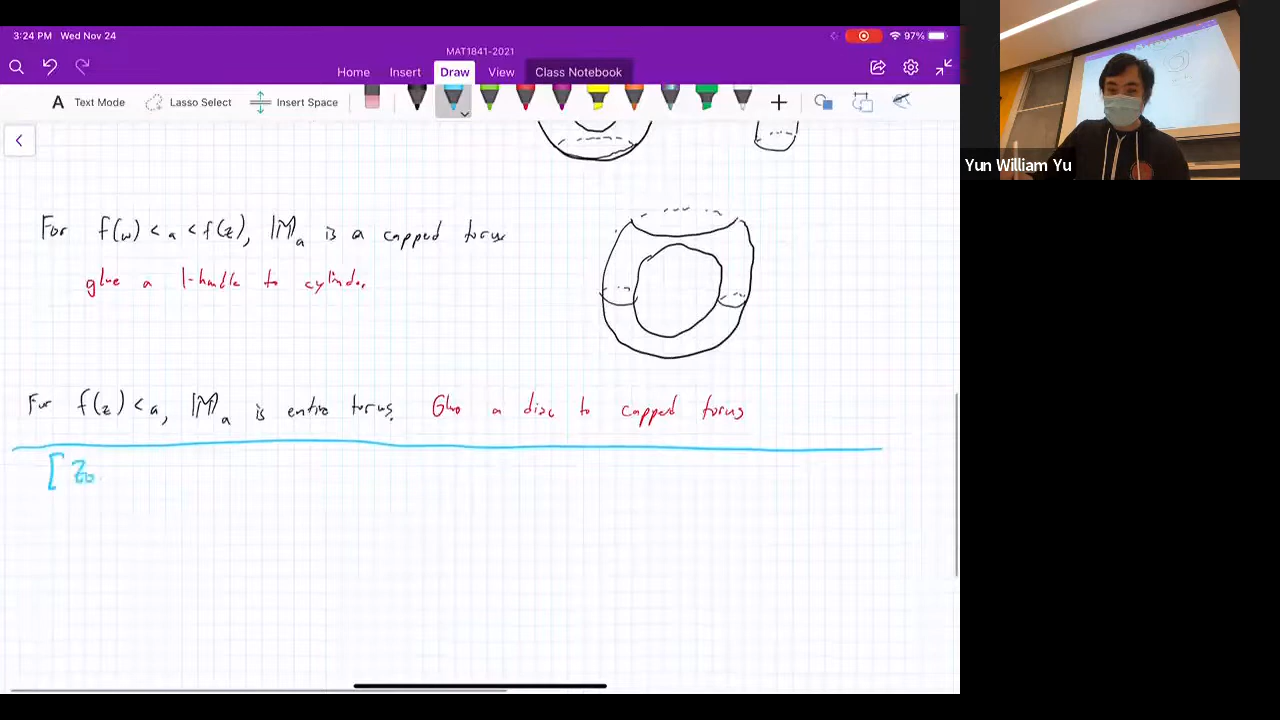 3:24 PM Wed Nov 24
97%
MAT1841-2021
Home Insert Draw View Class Notebook
A Text Mode Lasso Select Insert Space
Yun William Yu
For f(w) < a < f(z), |M|a is a capped torus
glue a 1-handle to cylinder
For f(z) < a, |M|a is entire torus. Glue a disc to capped torus